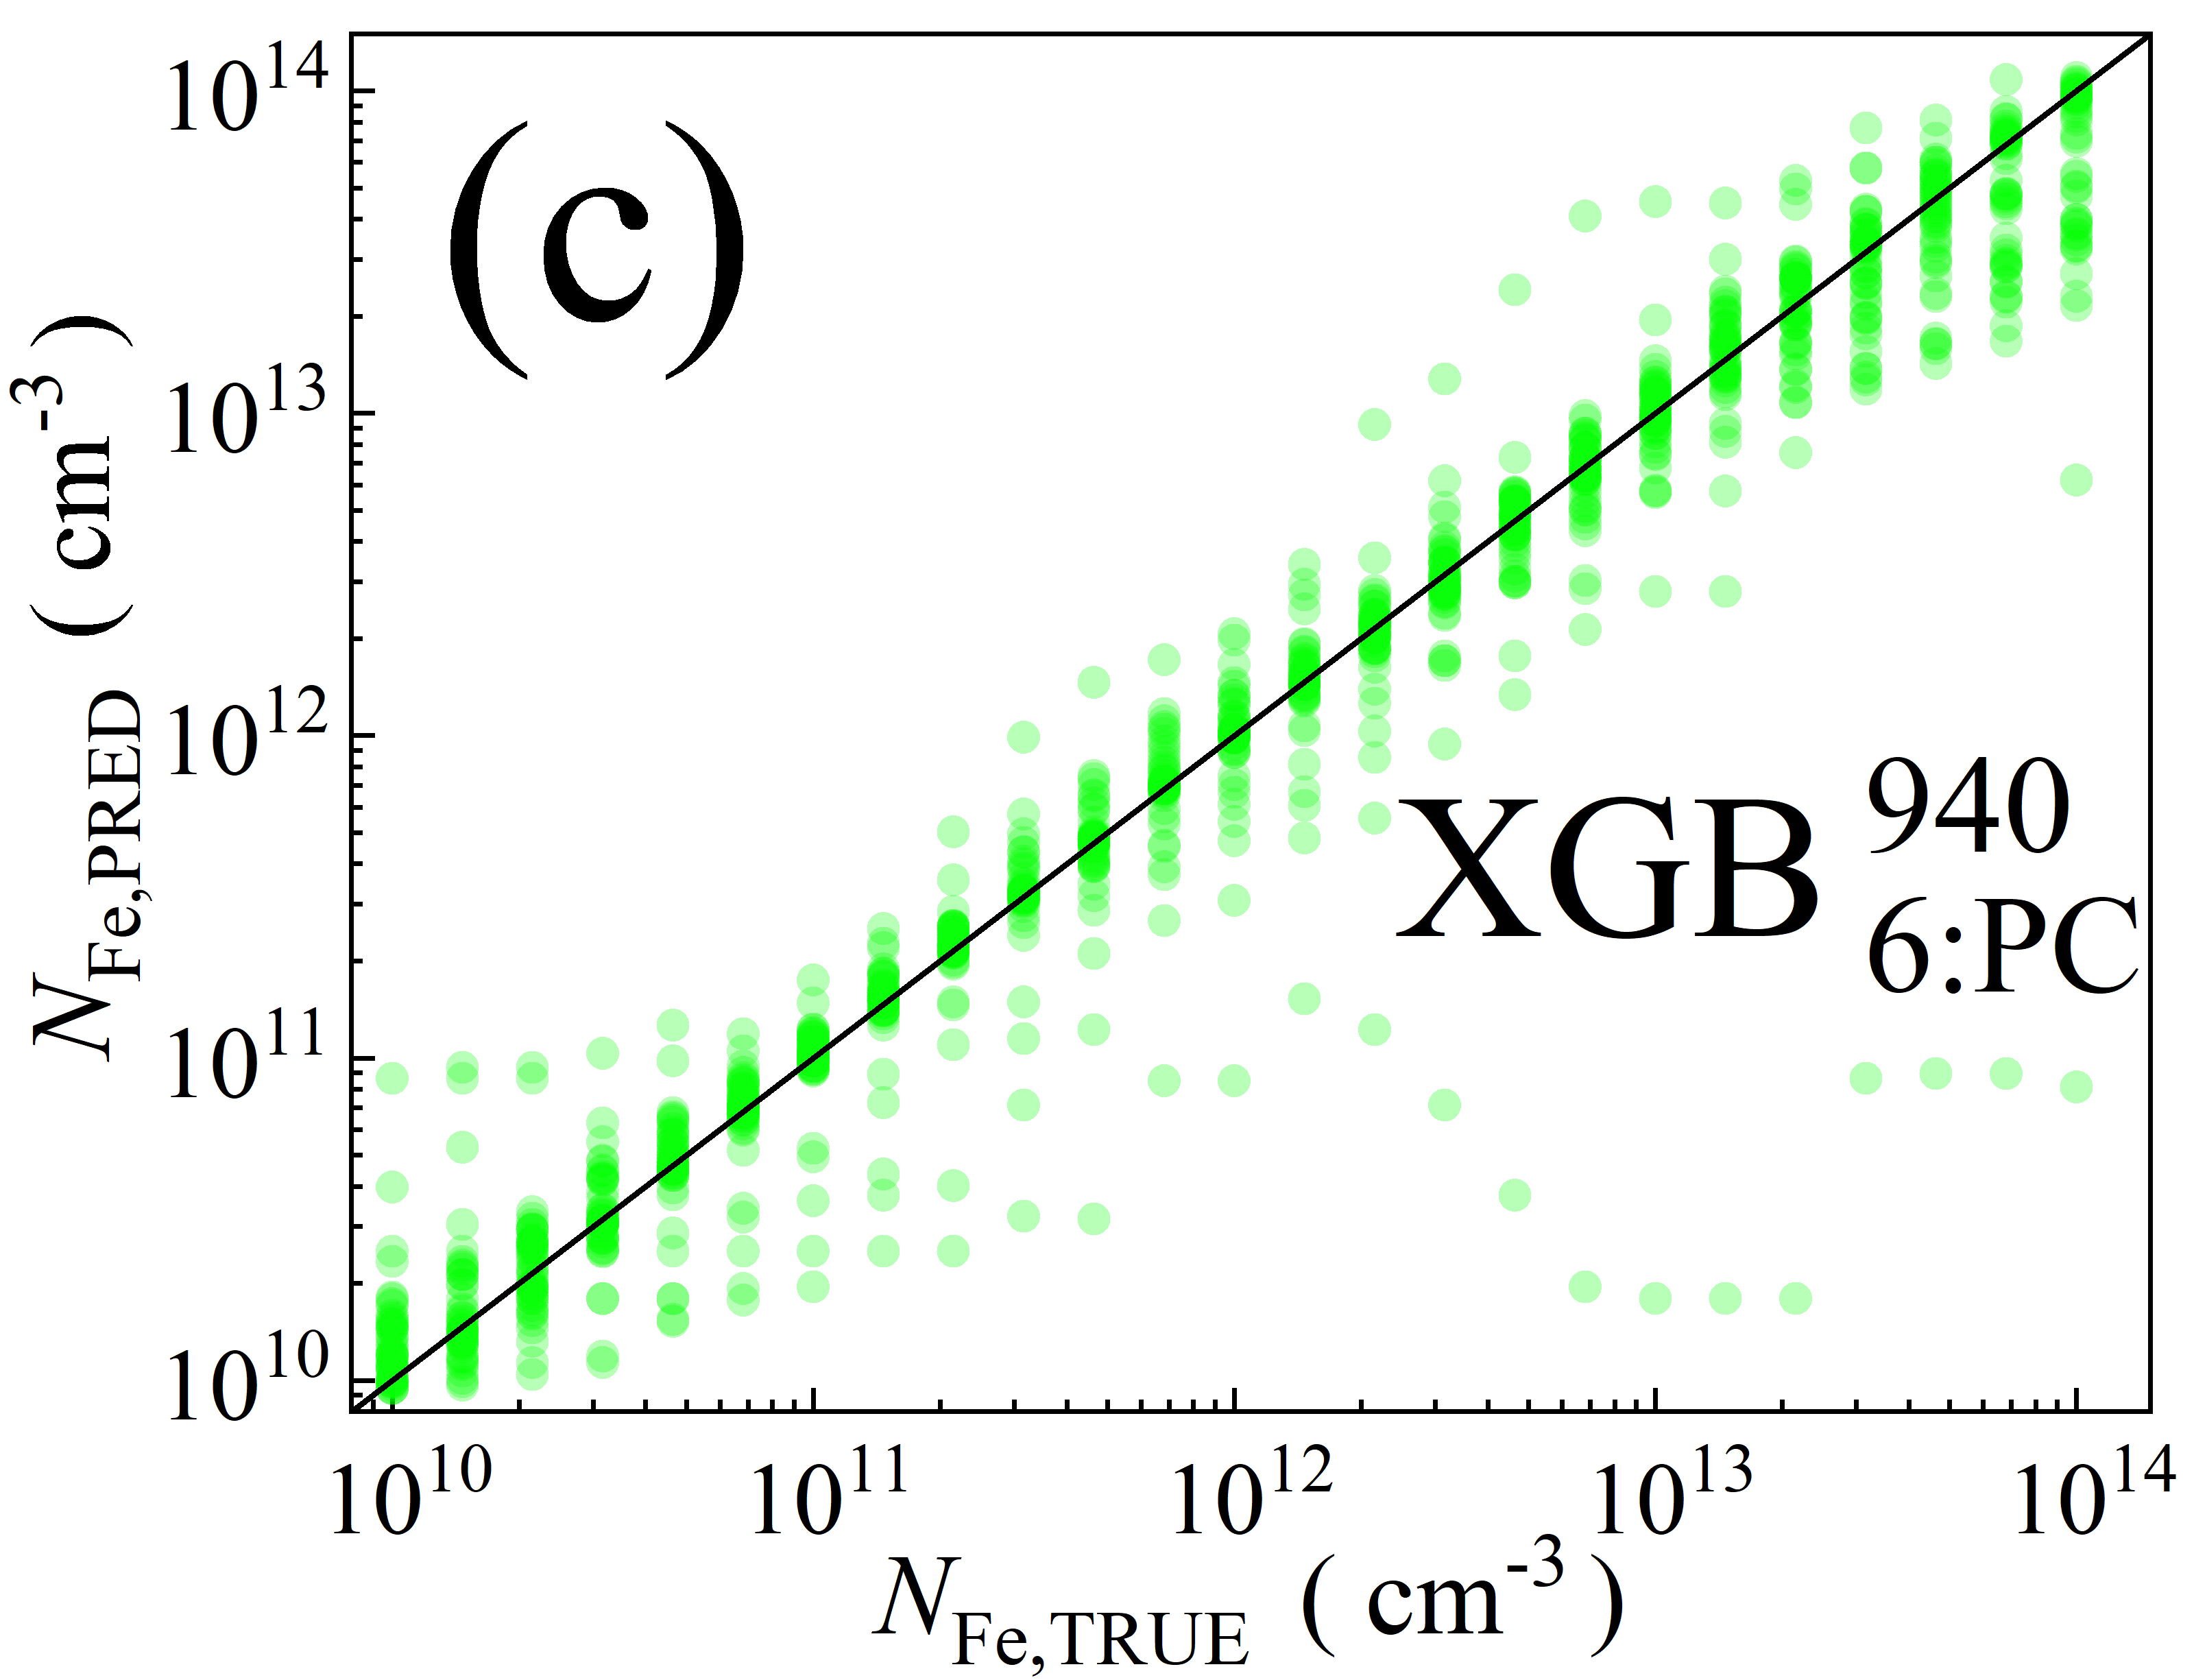 10^14
(c)
10^13
10^12
10^11
10^10
N_Fe,PRED ( cm^-3 )
XGB 940
6:PC
10^10 10^11 10^12 10^13 10^14
N_Fe,TRUE ( cm^-3 )